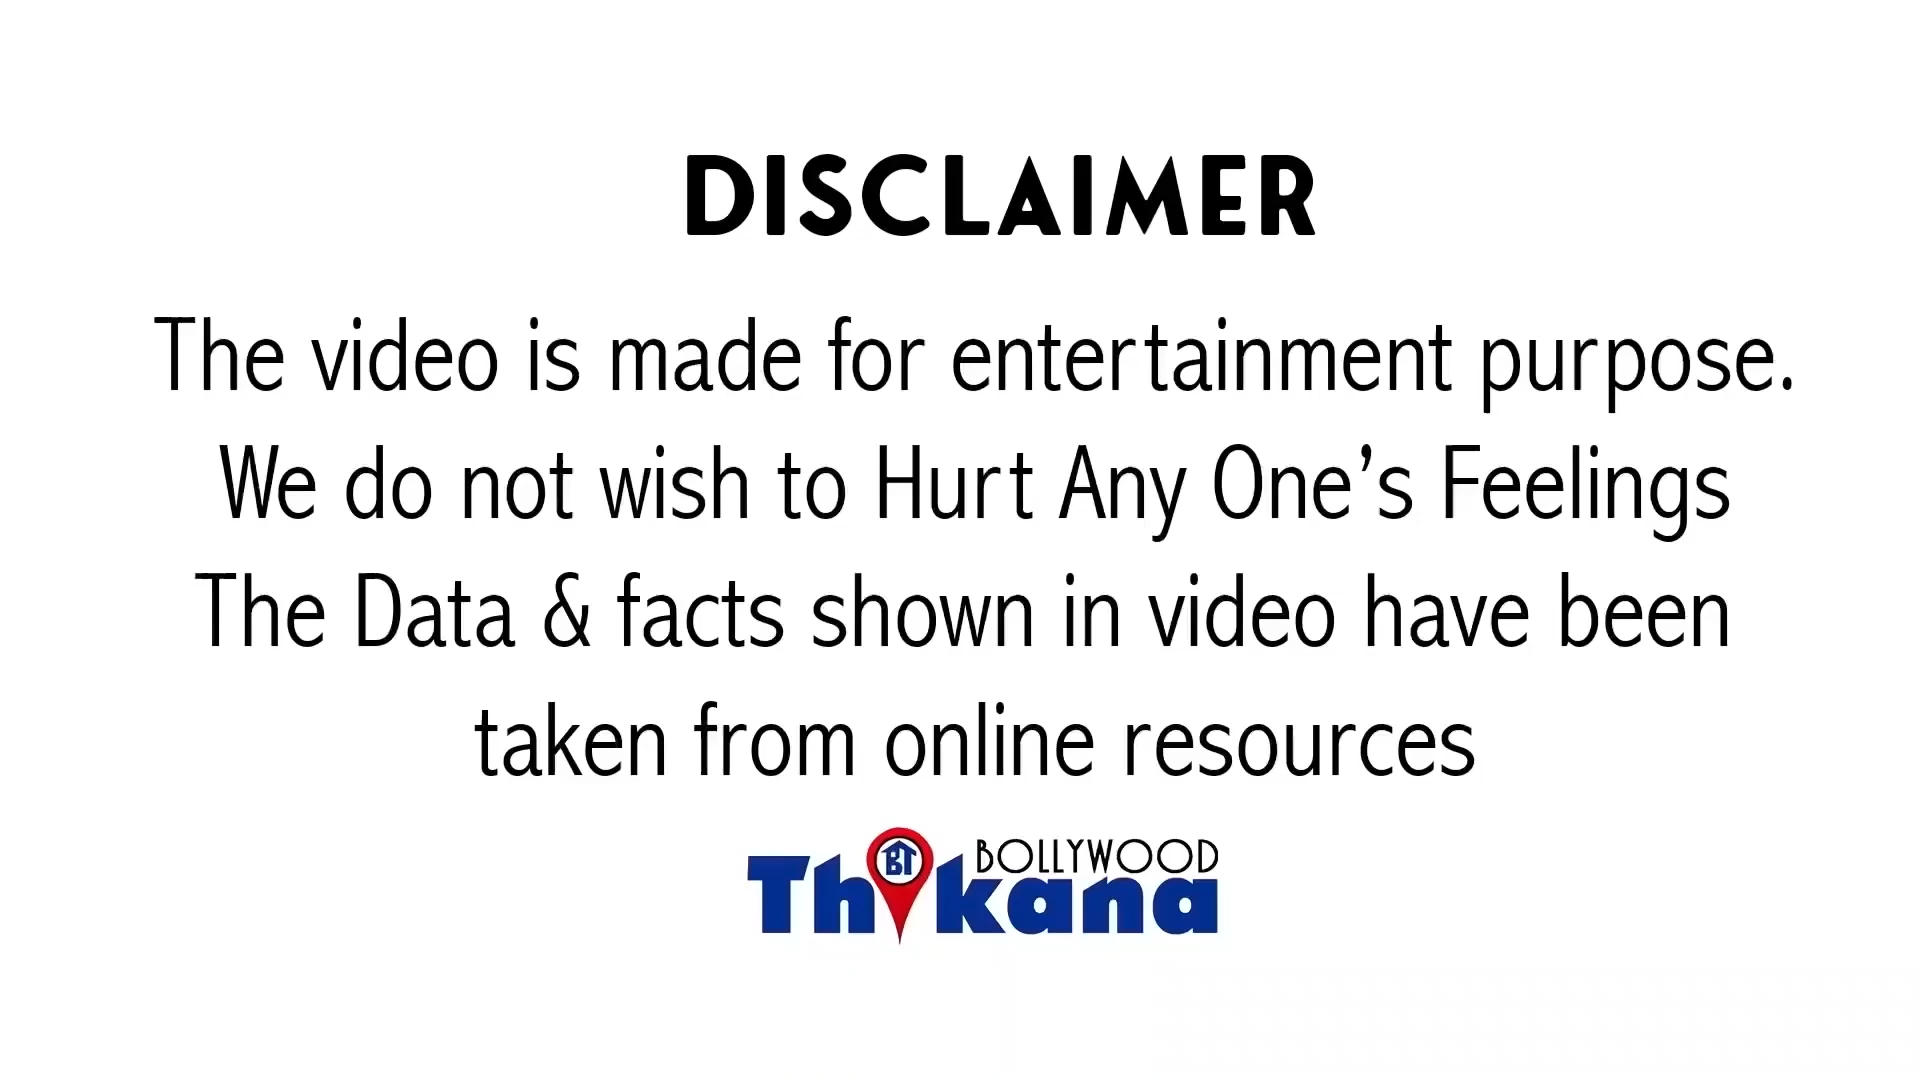 DISCLAIMER
The video is made for entertainment purpose.
We do not wish to Hurt Any One’s Feelings
The Data & facts shown in video have been
taken from online resources
BT
BOLLYWOOD
Thikana